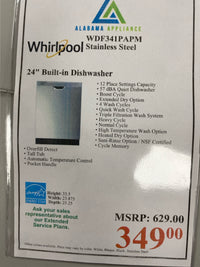 ALABAMA
APPLIANCE
WDF341PAPM
Whirlpool Stainless Steel
24" Built-in Dishwasher
• 12 Place Settings Capacity
• 57 dBA Quiet Dishwasher
• Boost Cycle
• Extended Dry Option
• 4 Wash Cycles
• Quick Wash Cycle
• Triple Filtration Wash System
• Heavy Cycle
• Normal Cycle
• High Temperature Wash Option
• Heated Dry Option
• Sani-Rinse Option / NSF Certified
• Cycle Memory
• Overfill Detect
• Tall Tub
• Automatic Temperature Control
• Pocket Handle
Height: 33.5
Width: 23.875
Depth: 25.25
Ask your sales
representative about
our Extended
Service Plans.
MSRP: 629.00
34900